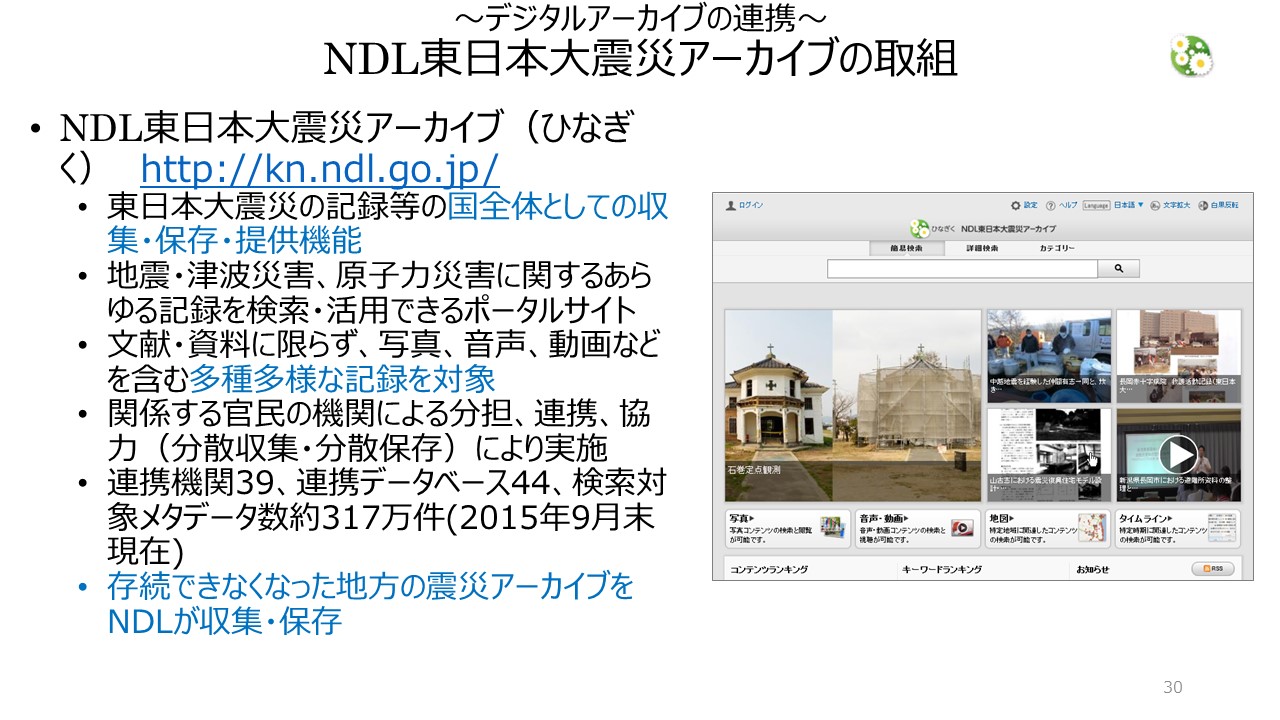 ～デジタルアーカイブの連携～
NDL東日本大震災アーカイブの取組
• NDL東日本大震災アーカイブ（ひなぎ
く） http://kn.ndl.go.jp/
• 東日本大震災の記録等の国全体としての収
集・保存・提供機能
• 地震・津波災害、原子力災害に関するあら
ゆる記録を検索・活用できるポータルサイト
• 文献・資料に限らず、写真、音声、動画など
を含む多種多様な記録を対象
• 関係する官民の機関による分担、連携、協
力（分散収集・分散保存）により実施
• 連携機関39、連携データベース44、検索対
象メタデータ数約317万件(2015年9月末
現在)
• 存続できなくなった地方の震災アーカイブを
NDLが収集・保存
ログイン 設定 ヘルプ Language 日本語▼ 文字拡大 白黒反転
ひなぎく NDL東日本大震災アーカイブ
簡易検索 詳細検索 カテゴリー
石巻定点観測
中越地震を経験した仲間有志一同と、炊
き…
長岡赤十字病院 救護活動記録（東日本
大…
山古志における震災復興住宅モデル設
計…
新潟県長岡市における避難所資料の整
理と…
写真▶
写真コンテンツの検索と閲覧
が可能です。
音声・動画▶
音声・動画コンテンツの検索と
視聴が可能です。
地図▶
特定地域に関連したコンテンツ
の検索が可能です。
タイムライン▶
特定時期に関連したコンテンツ
の検索が可能です。
コンテンツランキング キーワードランキング お知らせ RSS
30